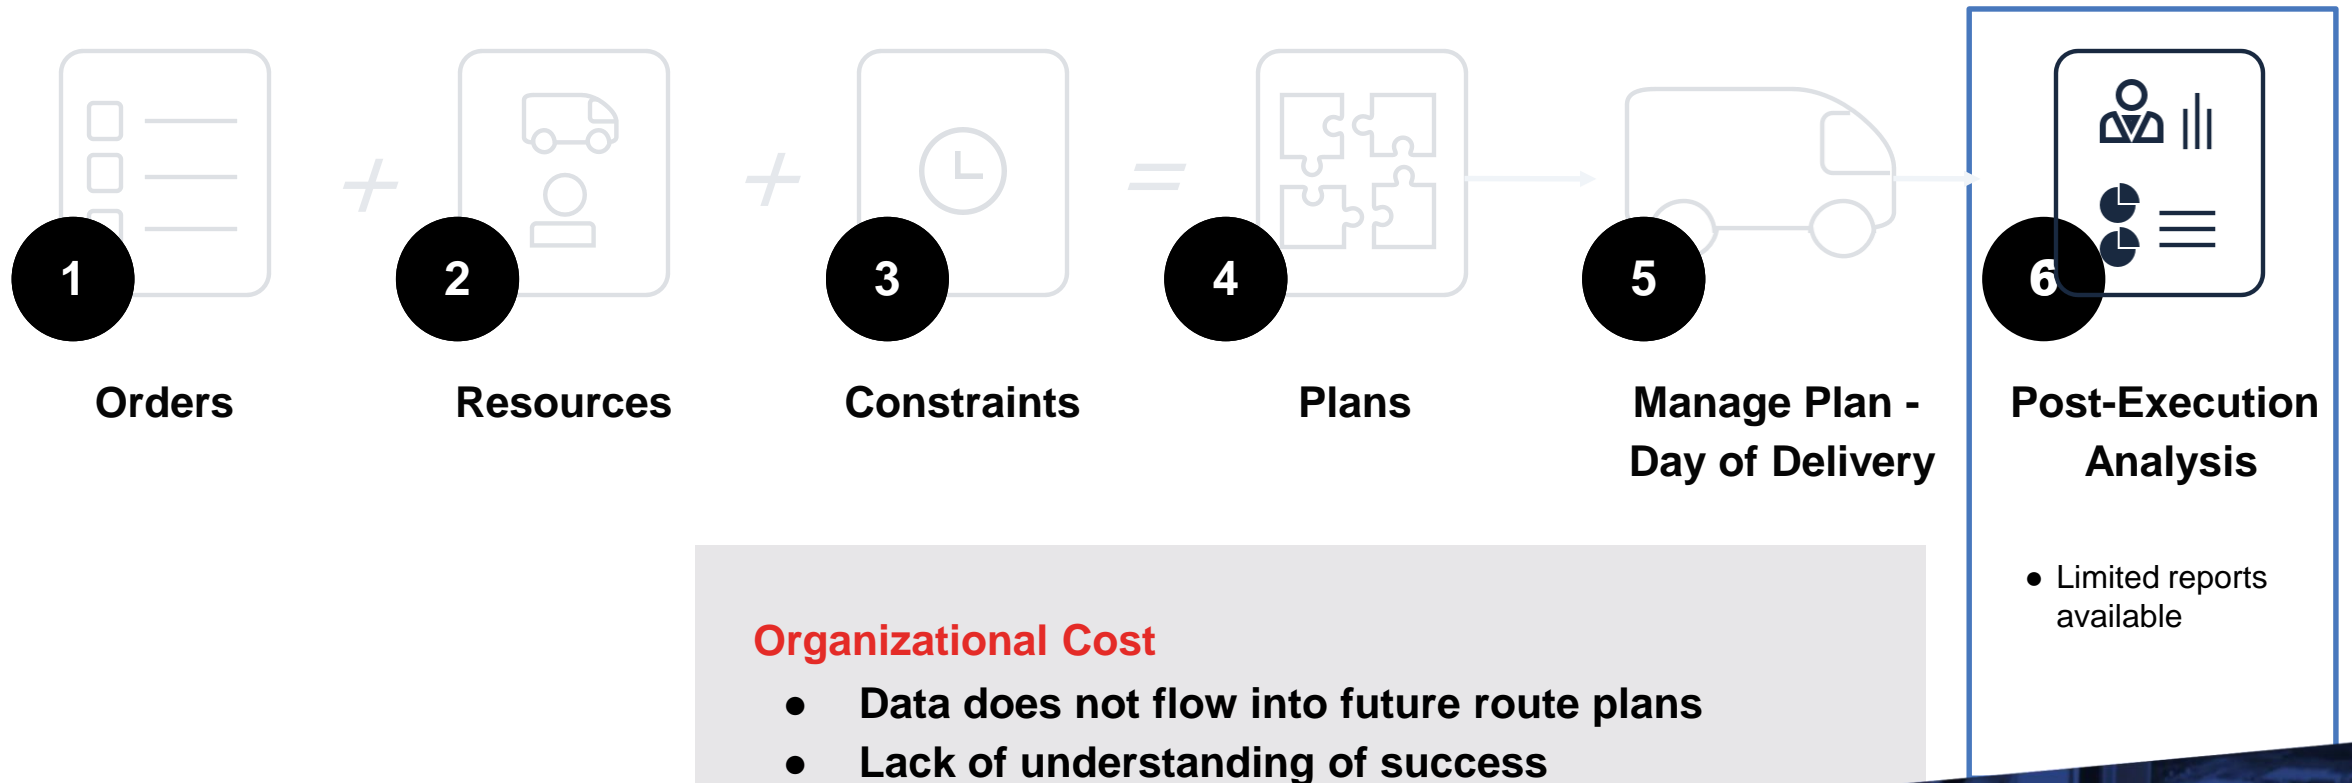 + + =
1 2 3 4 5 6
Orders Resources Constraints Plans Manage Plan - Post-Execution
Day of Delivery Analysis
● Limited reports
available
Organizational Cost
● Data does not flow into future route plans
● Lack of understanding of success